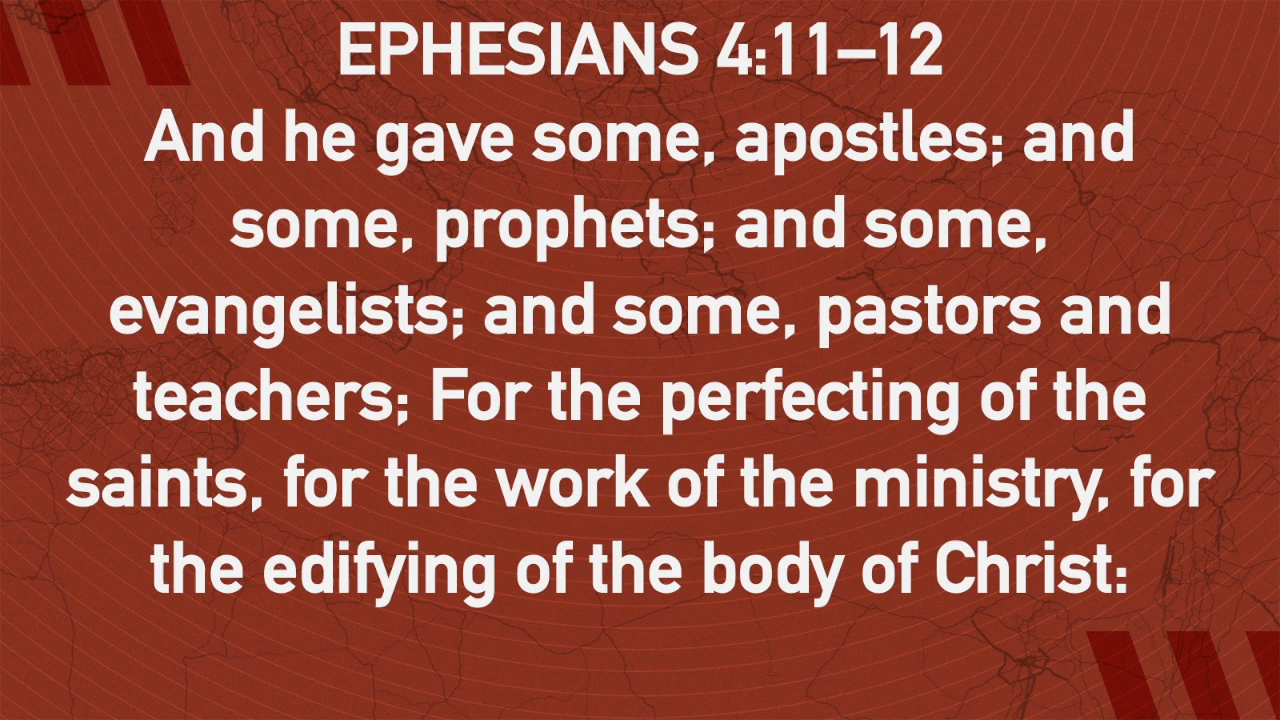 EPHESIANS 4:11–12
And he gave some, apostles; and
some, prophets; and some,
evangelists; and some, pastors and
teachers; For the perfecting of the
saints, for the work of the ministry, for
the edifying of the body of Christ: